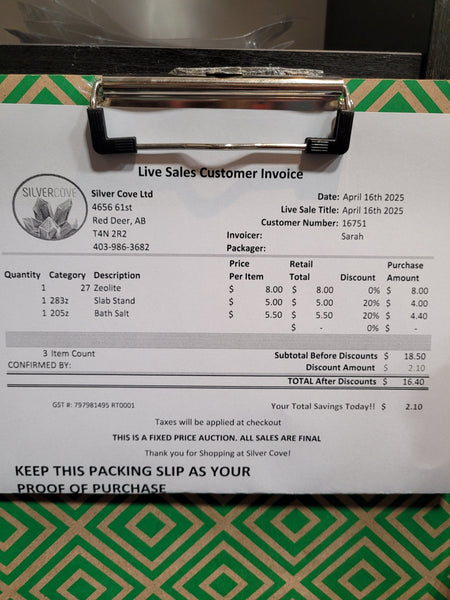 Live Sales Customer Invoice
SILVERCOVE
Silver Cove Ltd
4656 61st
Red Deer, AB
T4N 2R2
403-986-3682
Date: April 16th 2025
Live Sale Title: April 16th 2025
Customer Number: 16751
Invoicer: Sarah
Packager:
Quantity Category Description Price Per Item Retail Total Discount Purchase Amount
1 27 Zeolite $ 8.00 $ 8.00 0% $ 8.00
1 283z Slab Stand $ 5.00 $ 5.00 20% $ 4.00
1 205z Bath Salt $ 5.50 $ 5.50 20% $ 4.40
$ - 0% $ -
3 Item Count Subtotal Before Discounts $ 18.50
CONFIRMED BY: Discount Amount $ 2.10
TOTAL After Discounts $ 16.40
GST #: 797981495 RT0001 Your Total Savings Today!! $ 2.10
Taxes will be applied at checkout
THIS IS A FIXED PRICE AUCTION. ALL SALES ARE FINAL
Thank you for Shopping at Silver Cove!
KEEP THIS PACKING SLIP AS YOUR
PROOF OF PURCHASE